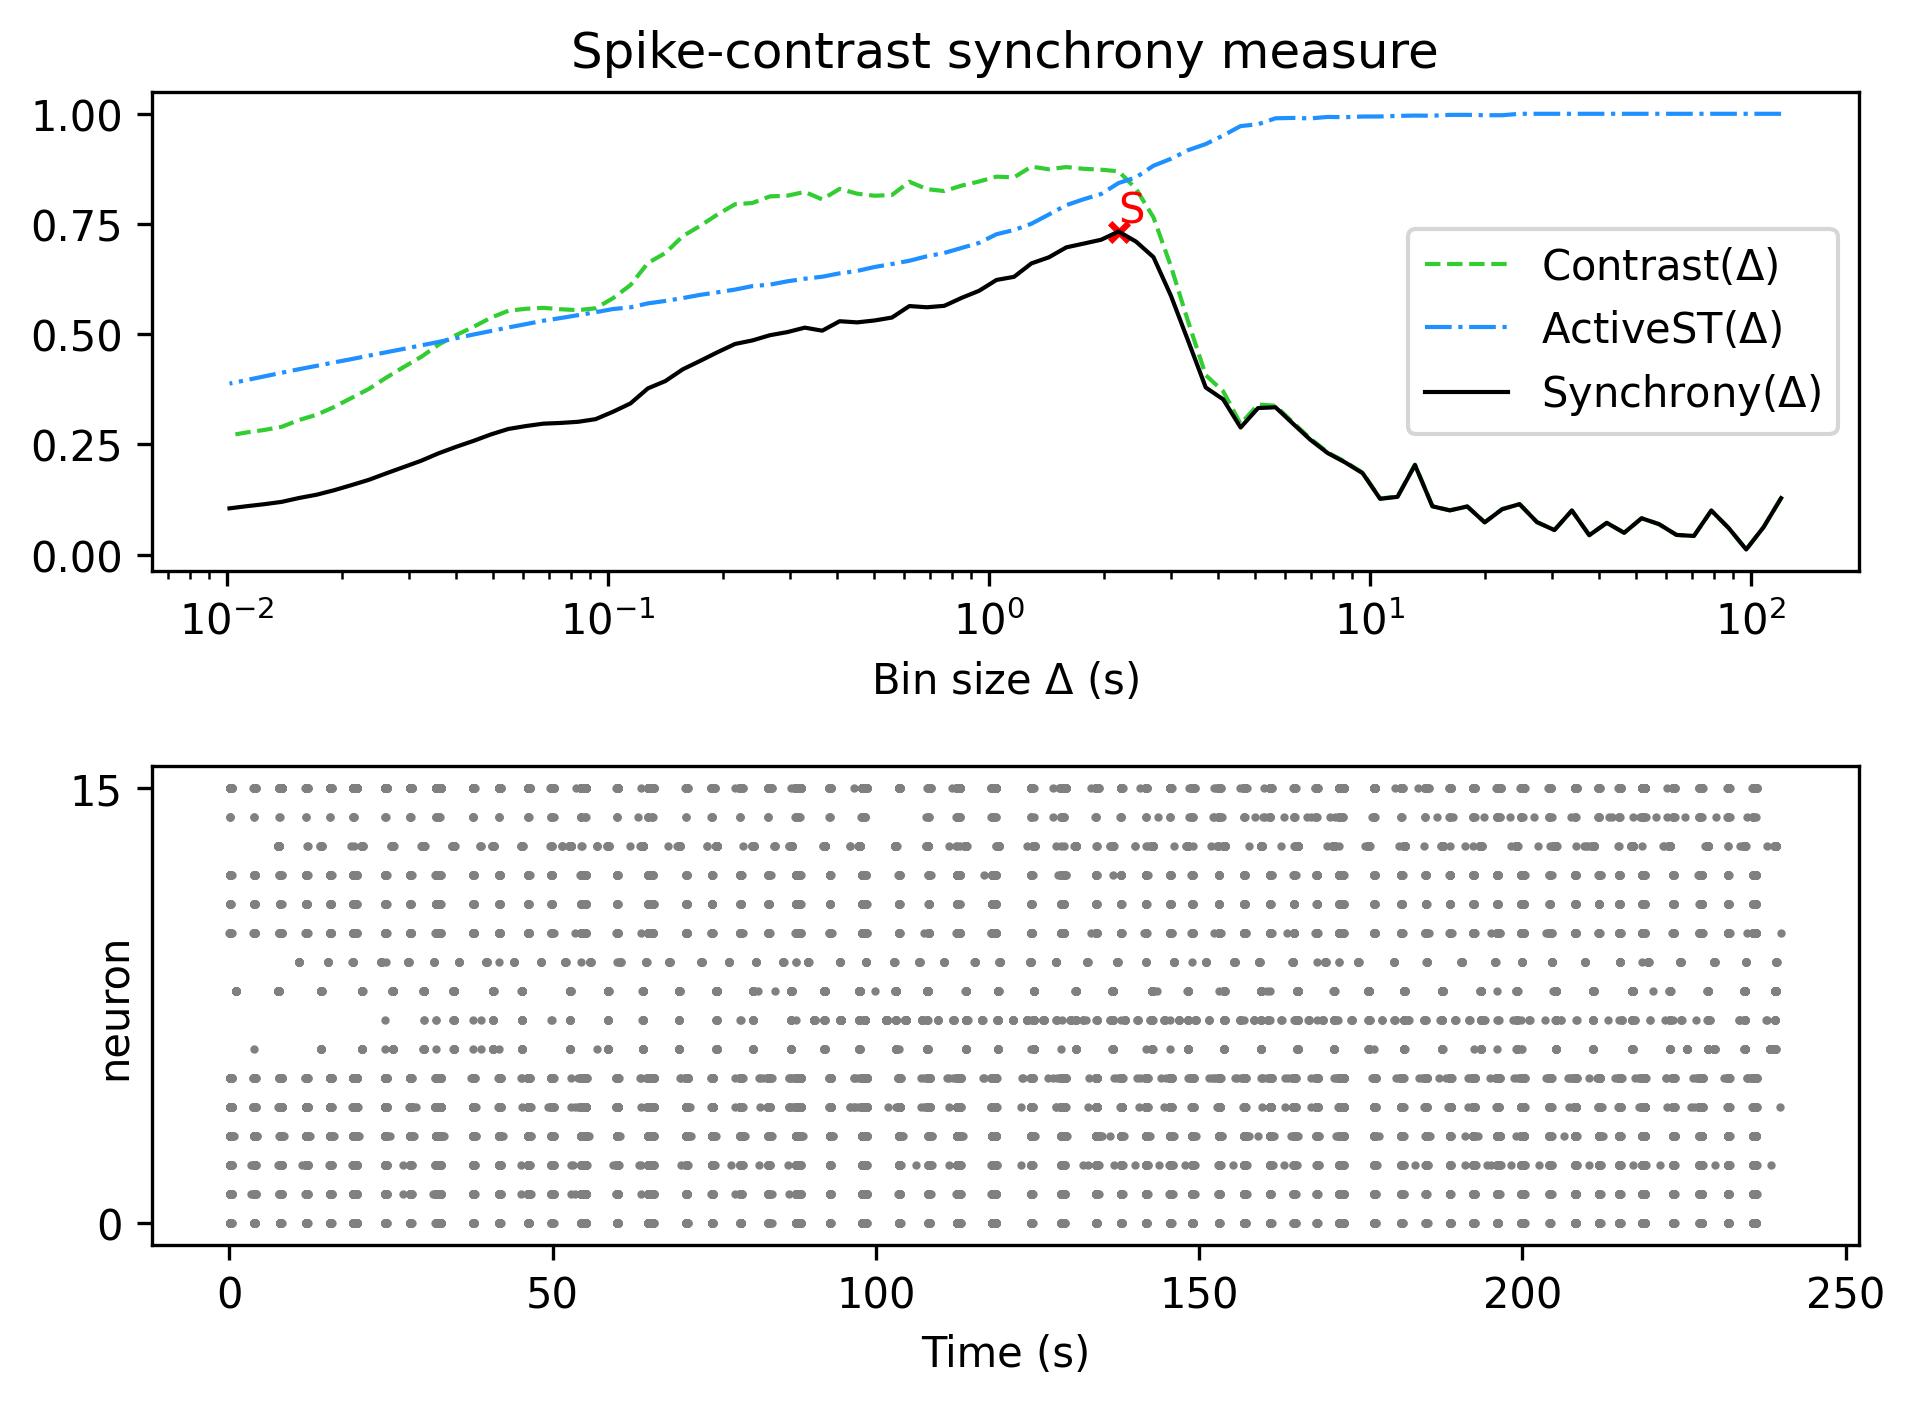 Spike-contrast synchrony measure
1.00
0.75
0.50
0.25
0.00
S
Contrast(Δ)
ActiveST(Δ)
Synchrony(Δ)
10⁻² 10⁻¹ 10⁰ 10¹ 10²
Bin size Δ (s)
15
0
neuron
0 50 100 150 200 250
Time (s)